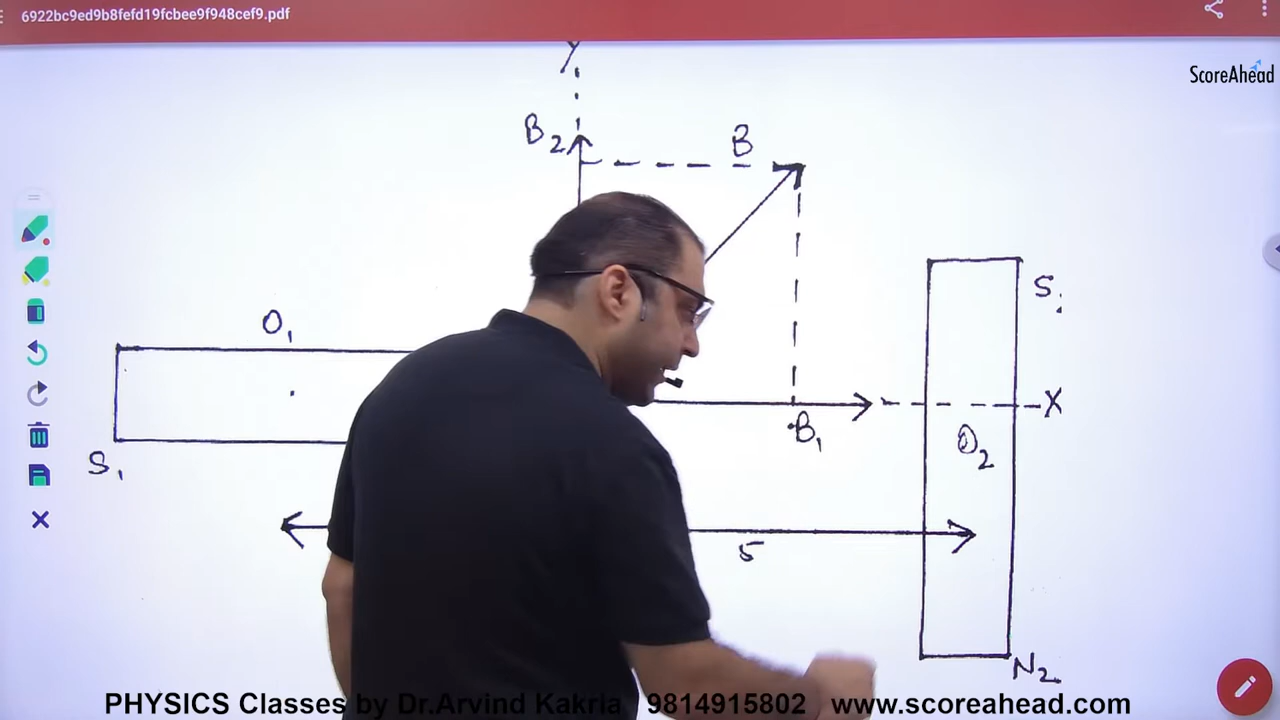 6922bc9ed9b8fefd19fcbee9f948cef9.pdf
ScoreAhead
Y
B2
B
S
O1
X
B1
O2
S1
5
N2
PHYSICS Classes by Dr.Arvind Kakria 9814915802 www.scoreahead.com